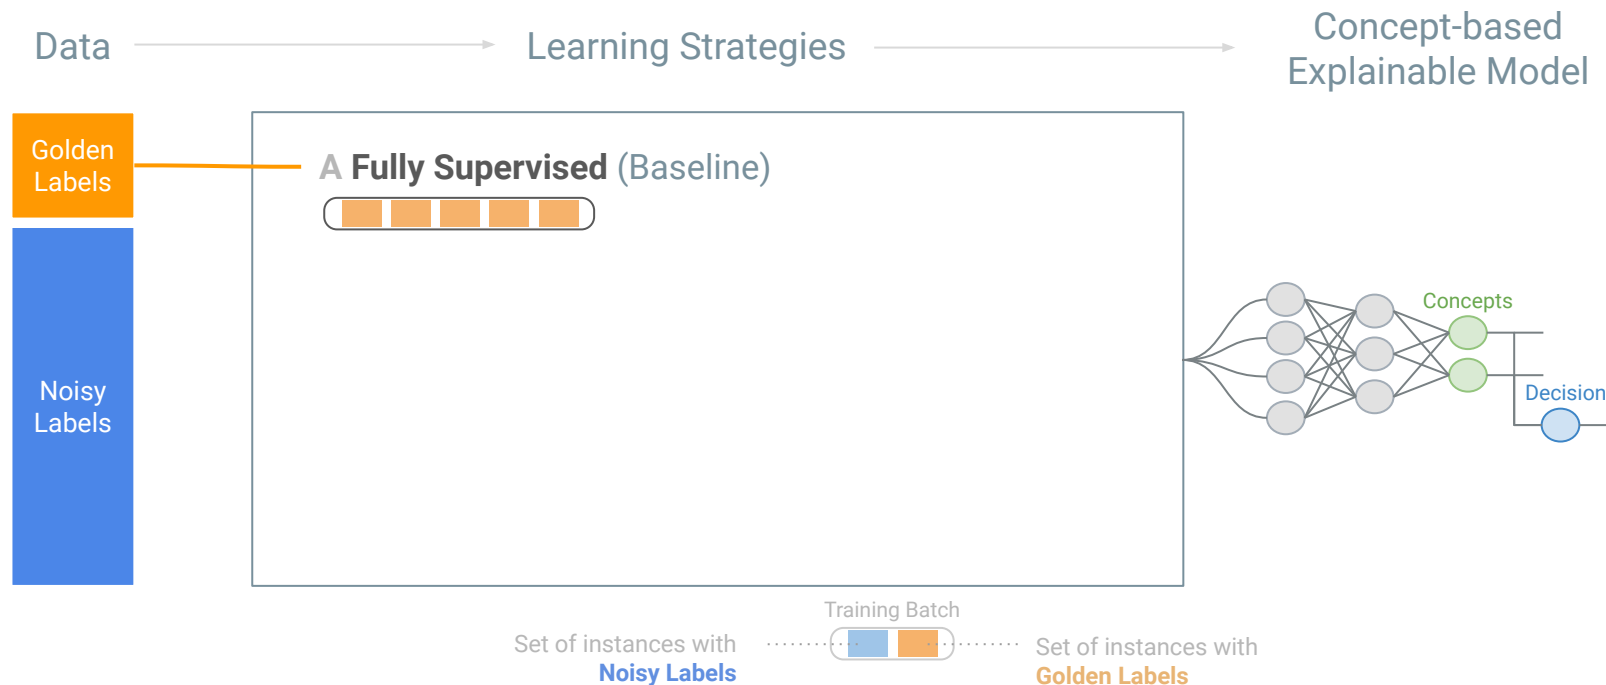 Data
Learning Strategies
Concept-based
Explainable Model
Golden
Labels
A Fully Supervised (Baseline)
Noisy
Labels
Concepts
Decision
Training Batch
Set of instances with
Noisy Labels
Set of instances with
Golden Labels